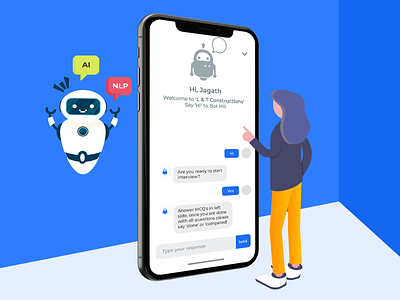 AI
NLP
Hi, Jagath
Welcome to 'L & T Constructions'
Say 'Hi' to Bot HR
Hi
Are you ready to start
interview?
Yes
Answer MCQ's in left
side, once you are done
with all questions please
say 'done' or 'competed'
Type your response
Send